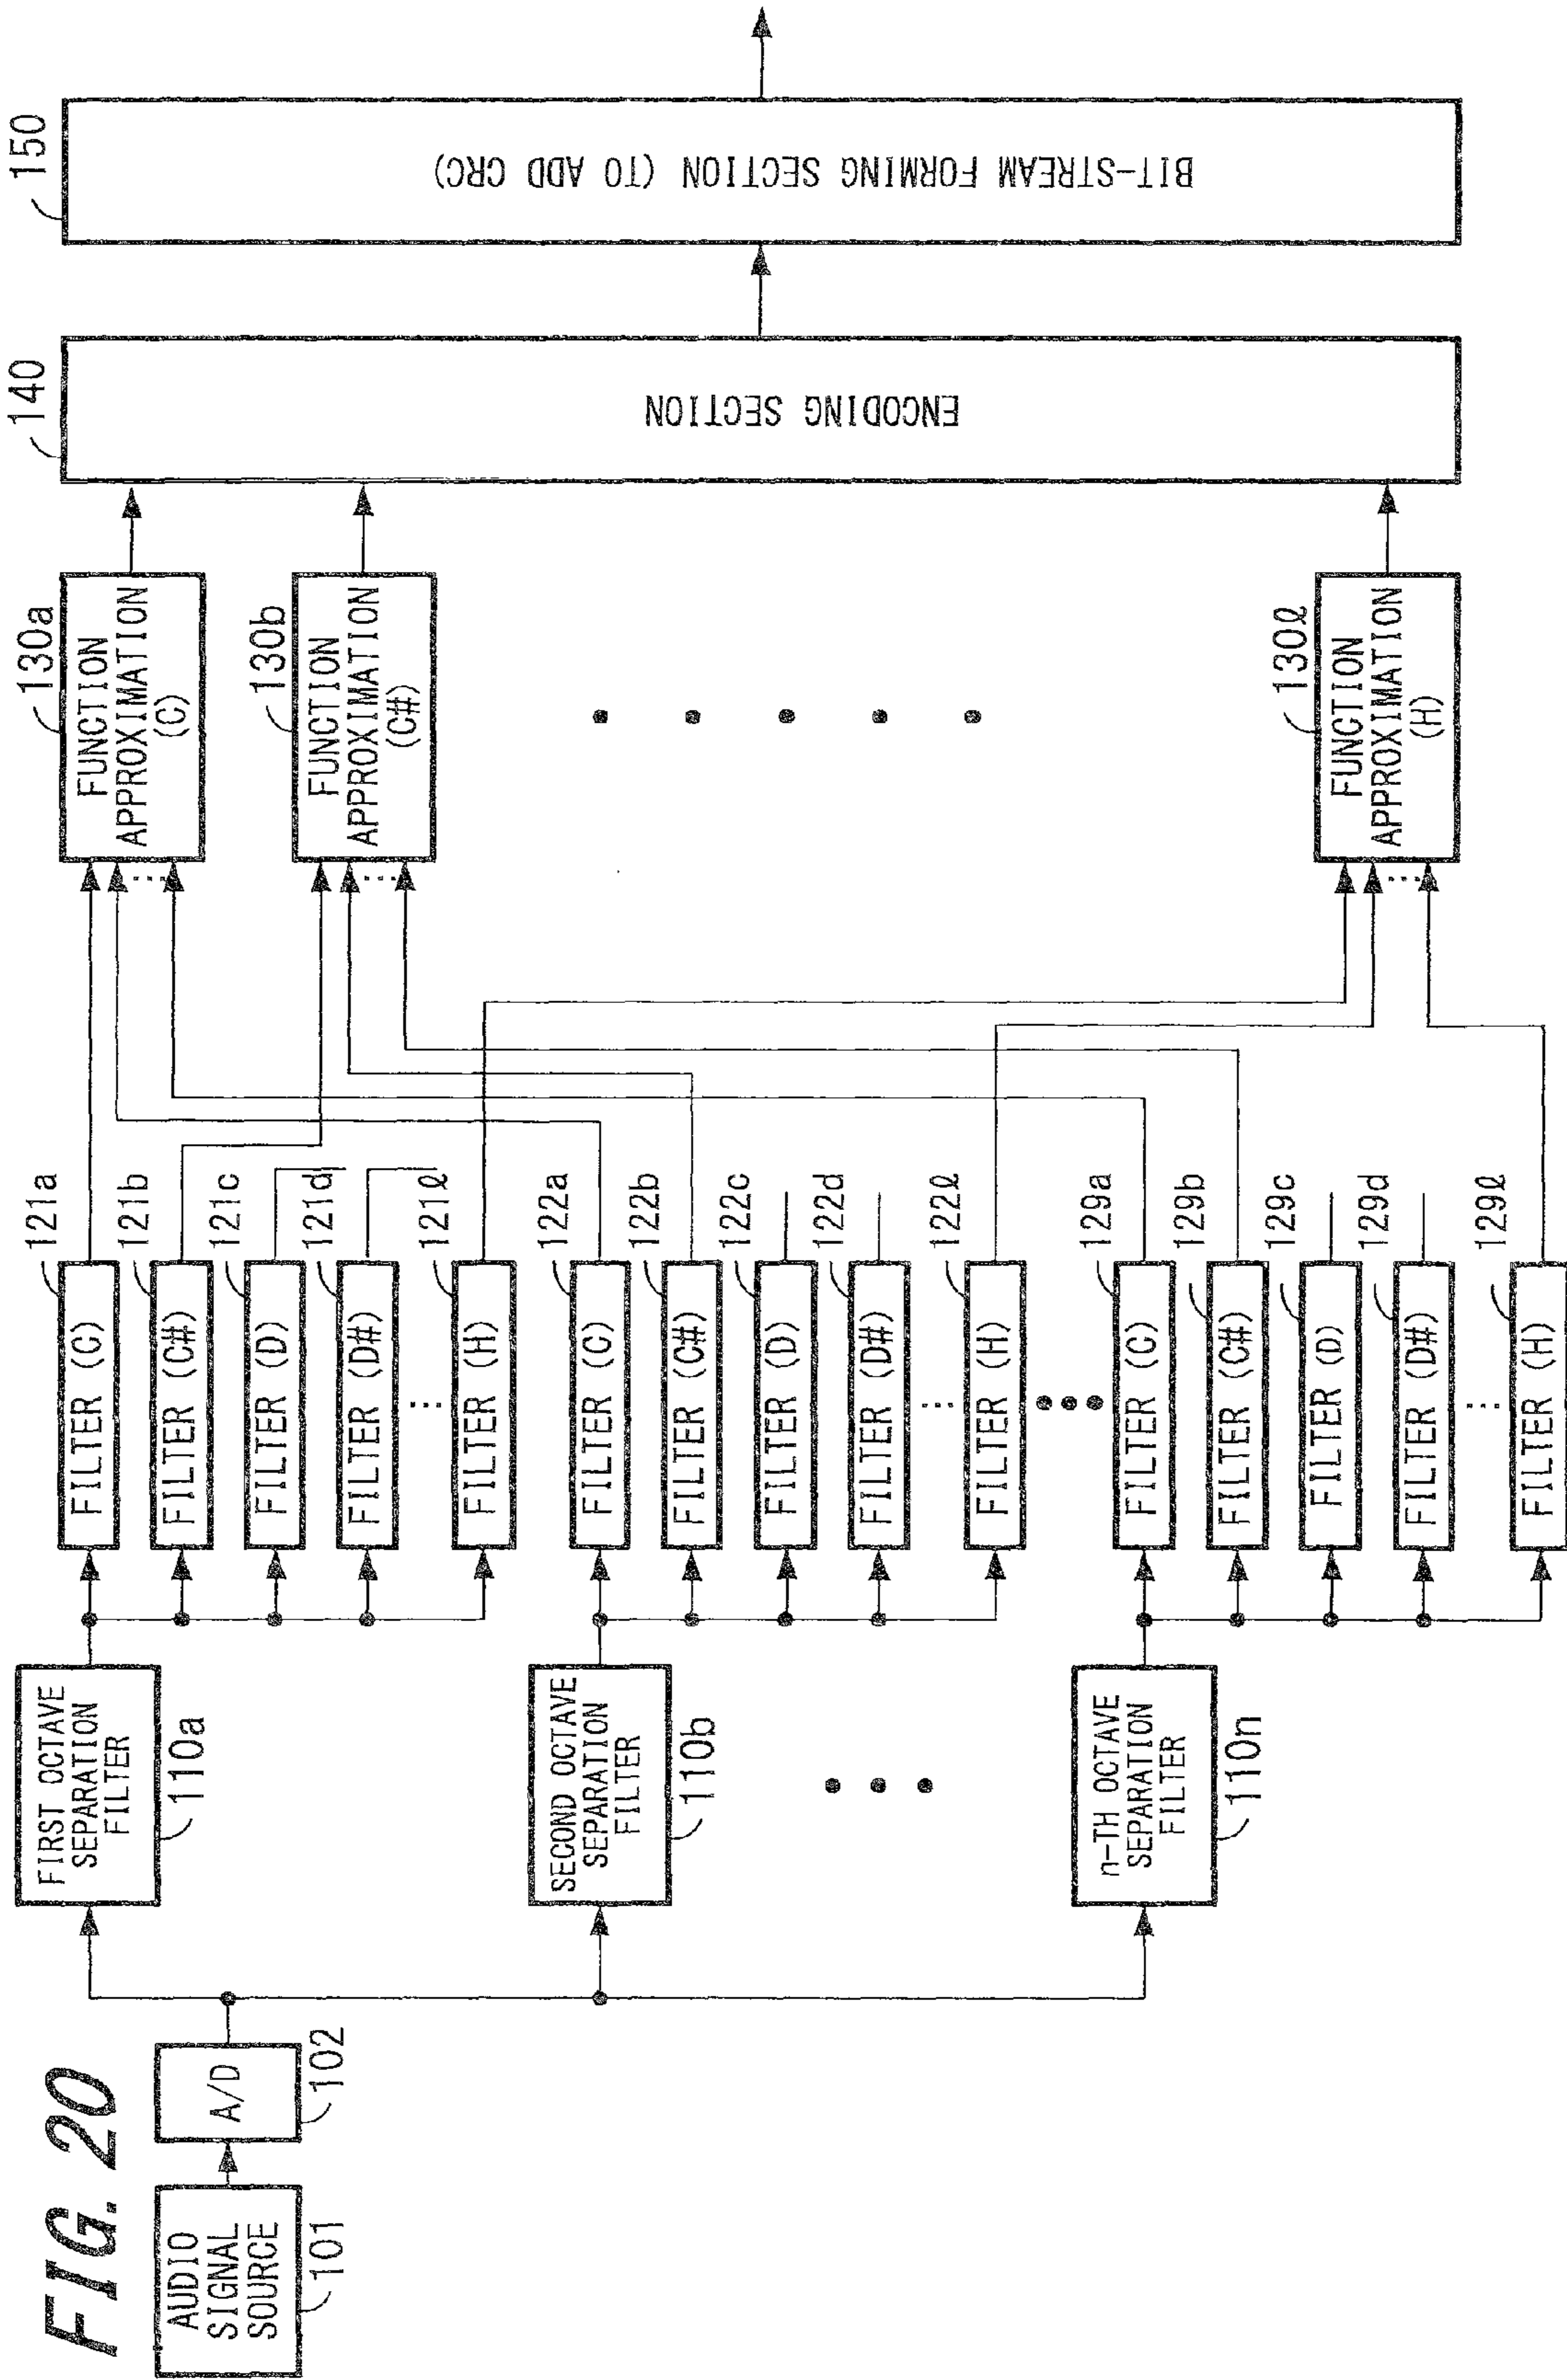 FIG. 20
AUDIO
SIGNAL
SOURCE
101
A/D
102
FIRST OCTAVE
SEPARATION
FILTER
110a
SECOND OCTAVE
SEPARATION
FILTER
110b
n-TH OCTAVE
SEPARATION
FILTER
110n
121a
FILTER (C)
121b
FILTER (C#)
121c
FILTER (D)
121d
FILTER (D#)
121ℓ
FILTER (H)
122a
FILTER (C)
122b
FILTER (C#)
122c
FILTER (D)
122d
FILTER (D#)
122ℓ
FILTER (H)
129a
FILTER (C)
129b
FILTER (C#)
129c
FILTER (D)
129d
FILTER (D#)
129ℓ
FILTER (H)
130a
FUNCTION
APPROXIMATION
(C)
130b
FUNCTION
APPROXIMATION
(C#)
130ℓ
FUNCTION
APPROXIMATION
(H)
140
ENCODING SECTION
150
BIT-STREAM FORMING SECTION (TO ADD CRC)